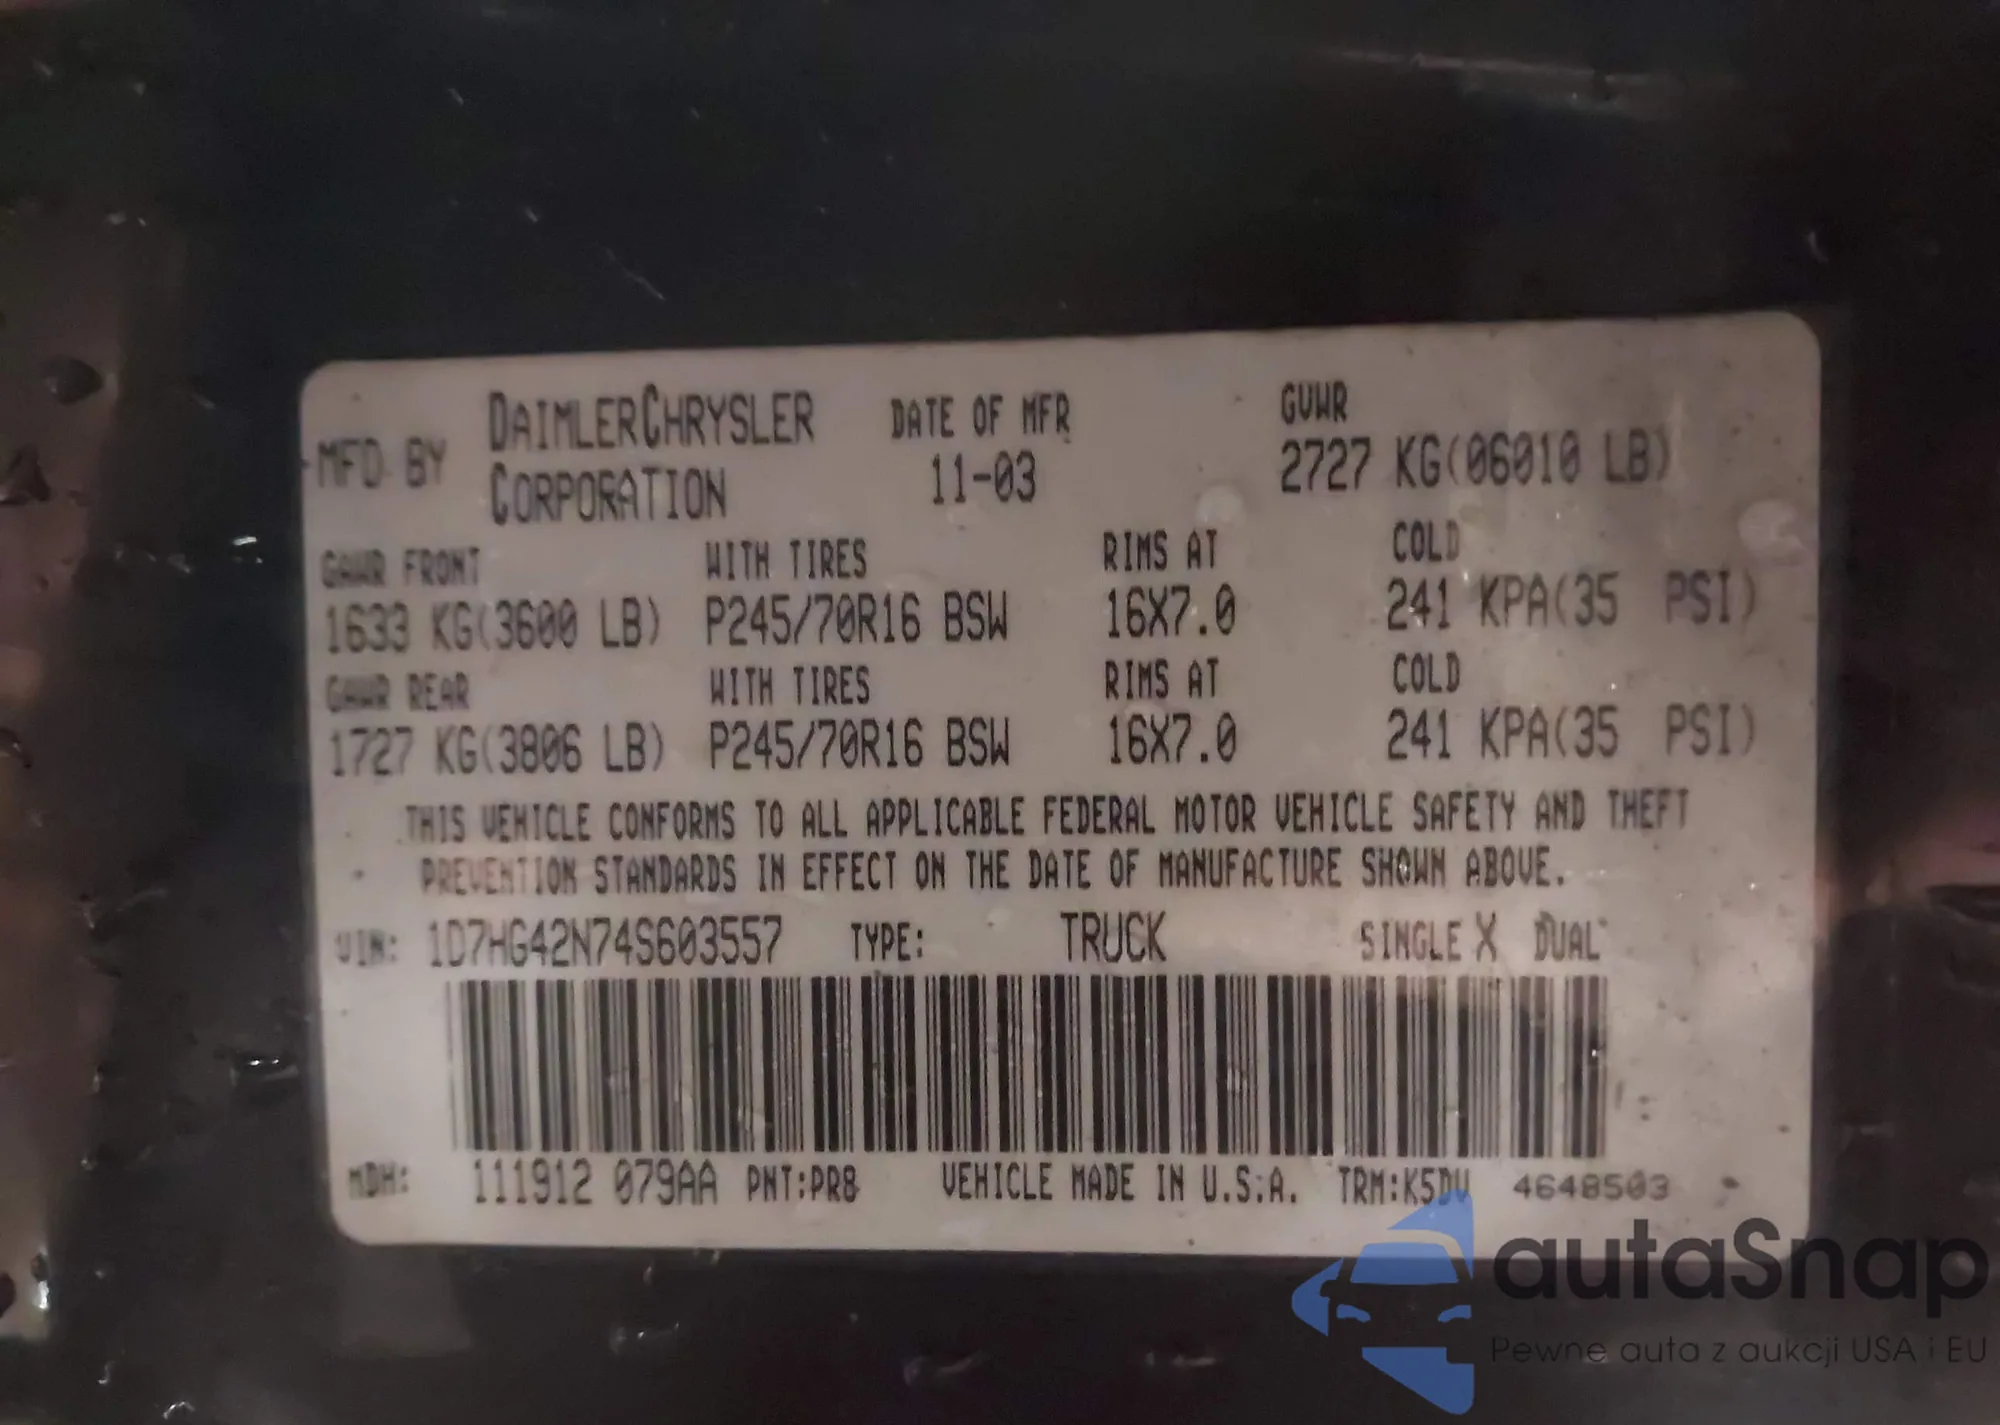 MFD BY DAIMLERCHRYSLER CORPORATION DATE OF MFR 11-03 GVWR 2727 KG(06010 LB)
GAWR FRONT WITH TIRES RIMS AT COLD
1633 KG(3600 LB) P245/70R16 BSW 16X7.0 241 KPA(35 PSI)
GAWR REAR WITH TIRES RIMS AT COLD
1727 KG(3806 LB) P245/70R16 BSW 16X7.0 241 KPA(35 PSI)
THIS VEHICLE CONFORMS TO ALL APPLICABLE FEDERAL MOTOR VEHICLE SAFETY AND THEFT
PREVENTION STANDARDS IN EFFECT ON THE DATE OF MANUFACTURE SHOWN ABOVE.
VIN: 1D7HG42N74S603557 TYPE: TRUCK SINGLE X DUAL
MDH: 111912 079AA PNT:PR8 VEHICLE MADE IN U.S.A. TRM:K5DV 4648503
autaSnap
Pewne auta z aukcji USA i EU